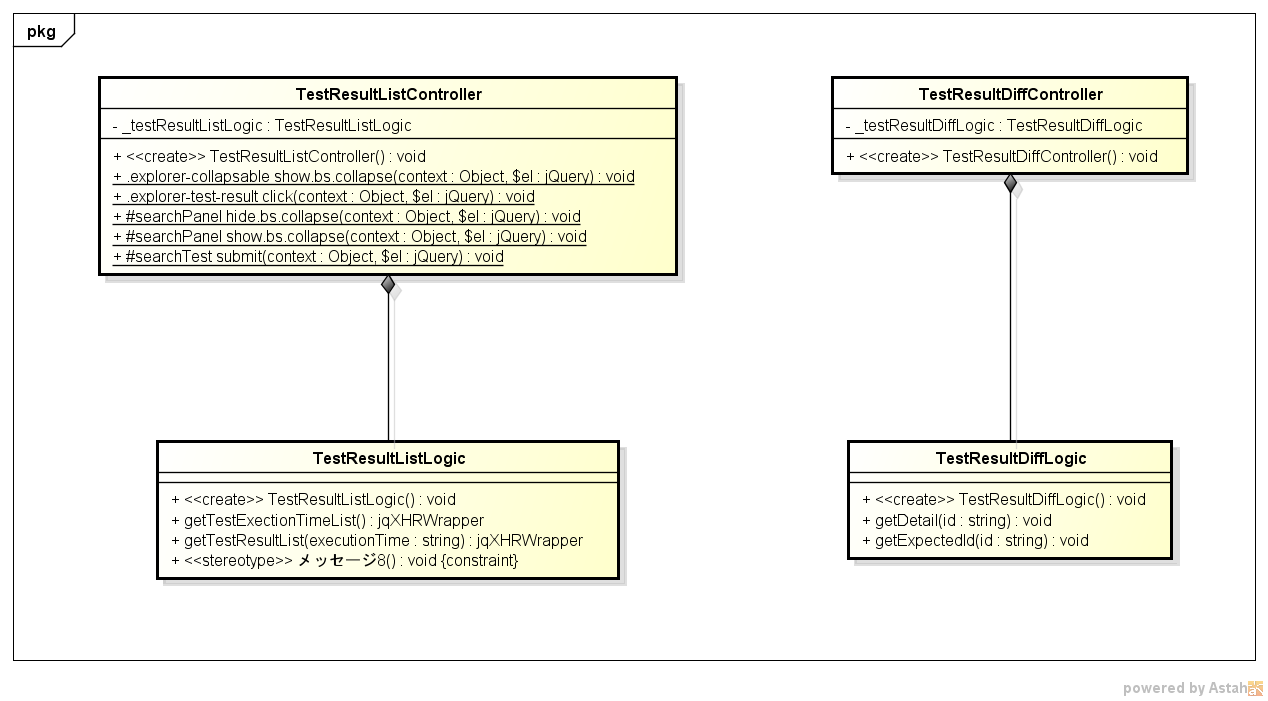 pkg
TestResultListController
- _testResultListLogic : TestResultListLogic
+ <<create>> TestResultListController() : void
+ .explorer-collapsable show.bs.collapse(context : Object, $el : jQuery) : void
+ .explorer-test-result click(context : Object, $el : jQuery) : void
+ #searchPanel hide.bs.collapse(context : Object, $el : jQuery) : void
+ #searchPanel show.bs.collapse(context : Object, $el : jQuery) : void
+ #searchTest submit(context : Object, $el : jQuery) : void
TestResultDiffController
- _testResultDiffLogic : TestResultDiffLogic
+ <<create>> TestResultDiffController() : void
TestResultListLogic
+ <<create>> TestResultListLogic() : void
+ getTestExectionTimeList() : jqXHRWrapper
+ getTestResultList(executionTime : string) : jqXHRWrapper
+ <<stereotype>> メッセージ8() : void {constraint}
TestResultDiffLogic
+ <<create>> TestResultDiffLogic() : void
+ getDetail(id : string) : void
+ getExpectedId(id : string) : void
powered by Astah